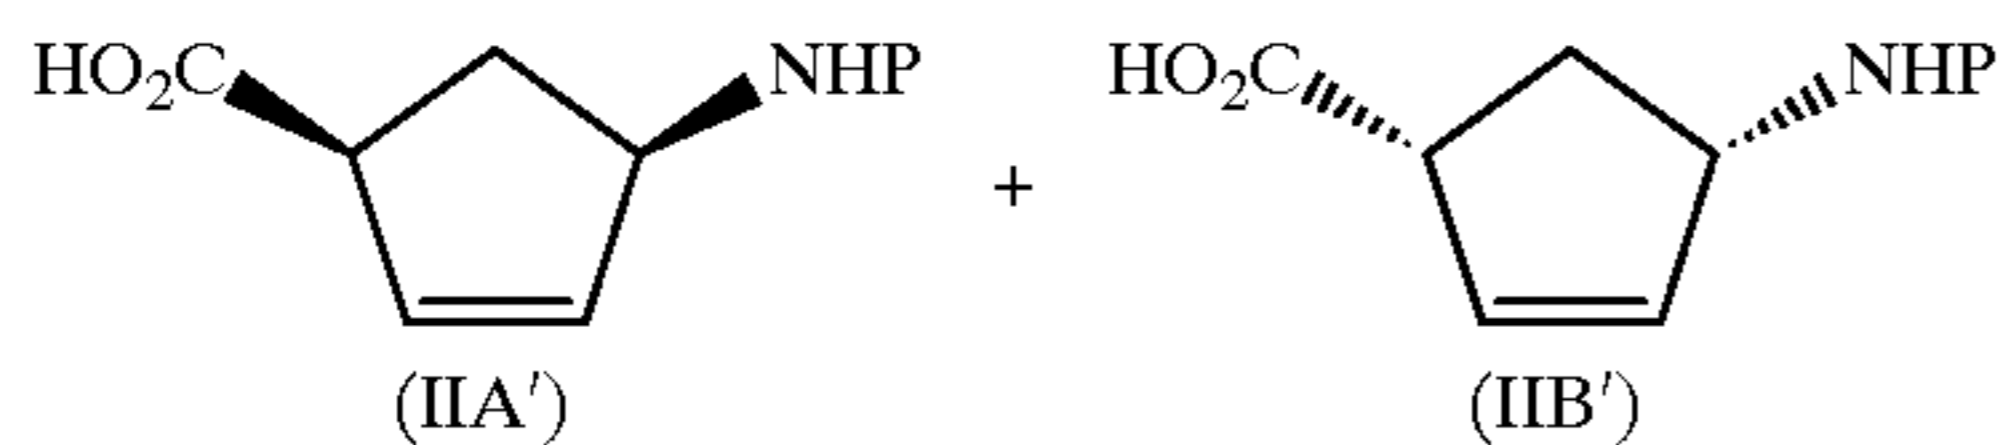 HO₂C NHP + HO₂C NHP
(IIA′) (IIB′)